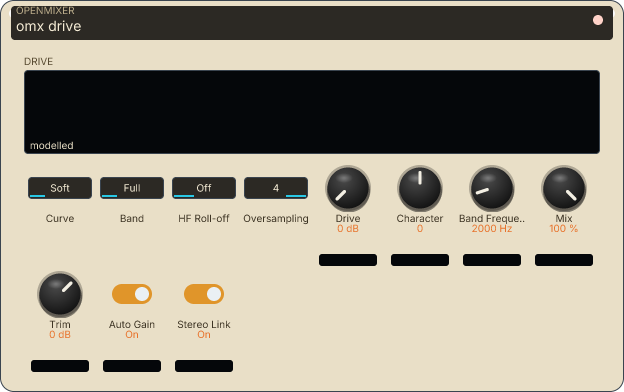 OPENMIXER
omx drive
DRIVE
modelled
Soft
Full
Off
4
Curve
Band
HF Roll-off
Oversampling
Drive
Character
Band Freque..
Mix
0 dB
0
2000 Hz
100 %
Trim
Auto Gain
Stereo Link
0 dB
On
On